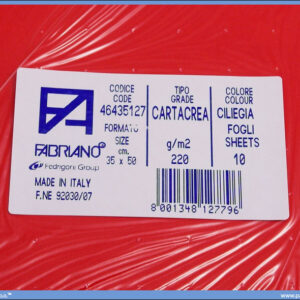 CODICE
CODE
46435127
TIPO
GRADE
CARTACREA
COLORE
COLOUR
CILIEGIA
FORMATO
SIZE
cm.
35 x 50
g/m2
220
FOGLI
SHEETS
10
FABRIANO
Fedrigoni Group
MADE IN ITALY
F.NE 92030/07
8 001348 127796